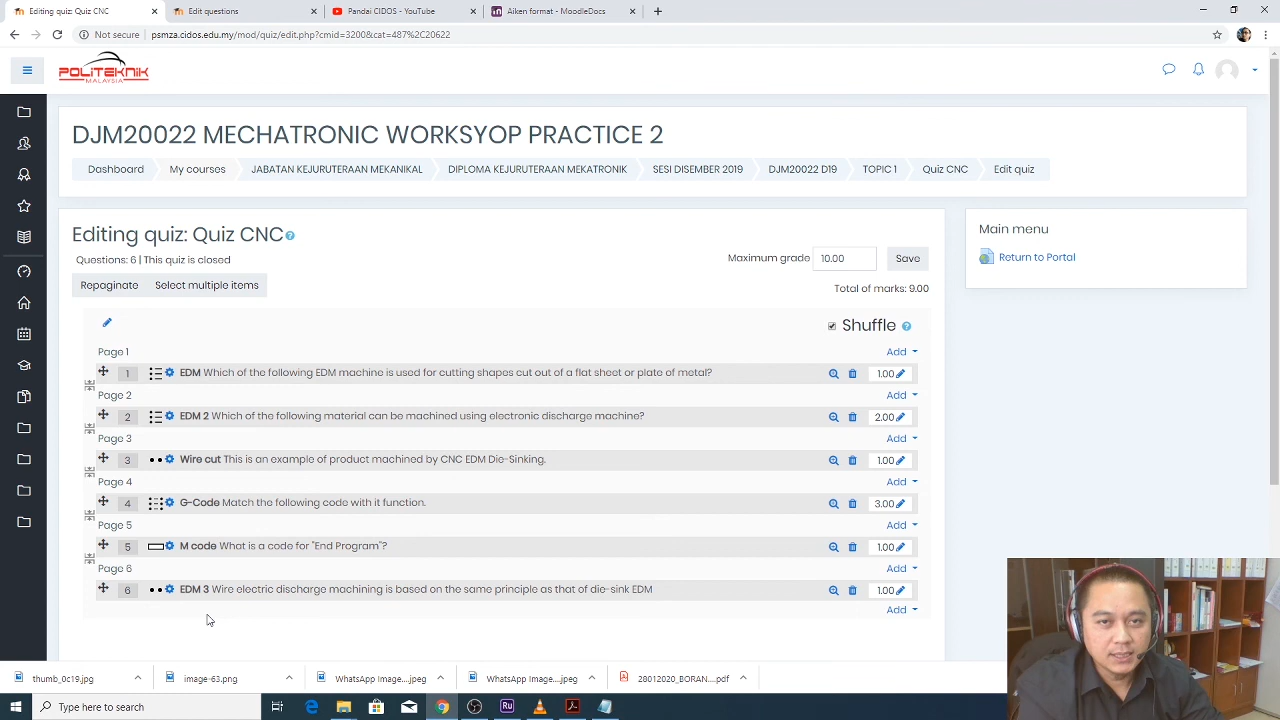 Editing quiz: Quiz CNC
Edit questions
Pandai CIDOS - YouTube
Aiken format - MoodleDocs
Not secure | psmza.cidos.edu.my/mod/quiz/edit.php?cmid=3200&cat=487%2C20622
POLITEKNIK
MALAYSIA
DJM20022 MECHATRONIC WORKSYOP PRACTICE 2
Dashboard My courses JABATAN KEJURUTERAAN MEKANIKAL DIPLOMA KEJURUTERAAN MEKATRONIK SESI DISEMBER 2019 DJM20022 D19 TOPIC 1 Quiz CNC Edit quiz
Editing quiz: Quiz CNC
Questions: 6 | This quiz is closed
Maximum grade 10.00 Save
Repaginate Select multiple items
Total of marks: 9.00
Shuffle
Page 1 Add
1 EDM Which of the following EDM machine is used for cutting shapes cut out of a flat sheet or plate of metal? 1.00
Page 2 Add
2 EDM 2 Which of the following material can be machined using electronic discharge machine? 2.00
Page 3 Add
3 Wire cut This is an example of product machined by CNC EDM Die-Sinking. 1.00
Page 4 Add
4 G-Code Match the following code with it function. 3.00
Page 5 Add
5 M code What is a code for "End Program"? 1.00
Page 6 Add
6 EDM 3 Wire electric discharge machining is based on the same principle as that of die-sink EDM 1.00
Add
Main menu
Return to Portal
thumb_0c19.jpg
image-63.png
WhatsApp Image....jpeg
WhatsApp Image....jpeg
28012020_BORAN....pdf
Type here to search
Ru